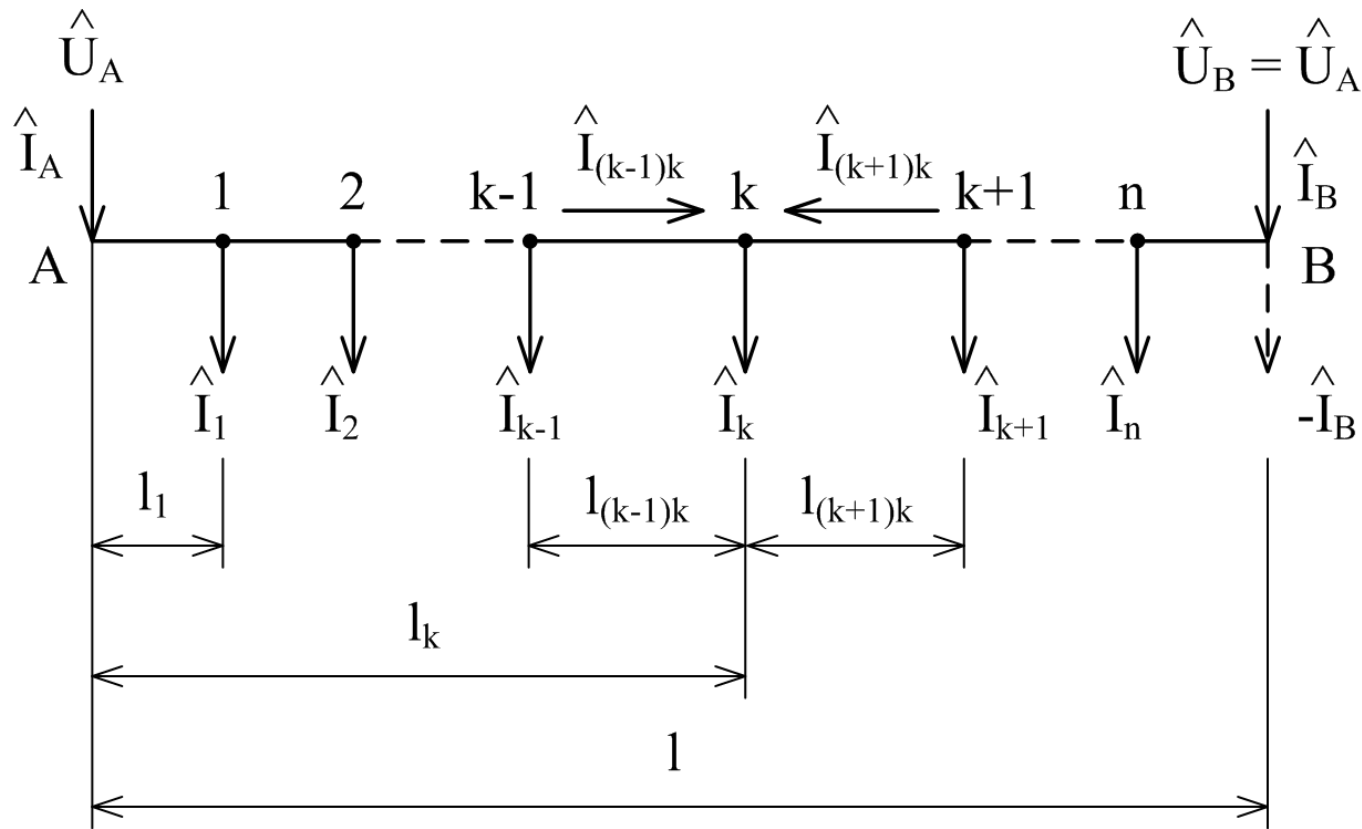 Û_A
Û_B = Û_A
Î_A
Î_(k-1)k
Î_(k+1)k
Î_B
1 2 k-1 k k+1 n
A B
Î_1 Î_2 Î_k-1 Î_k Î_k+1 Î_n -Î_B
l_1 l_(k-1)k l_(k+1)k
l_k
l